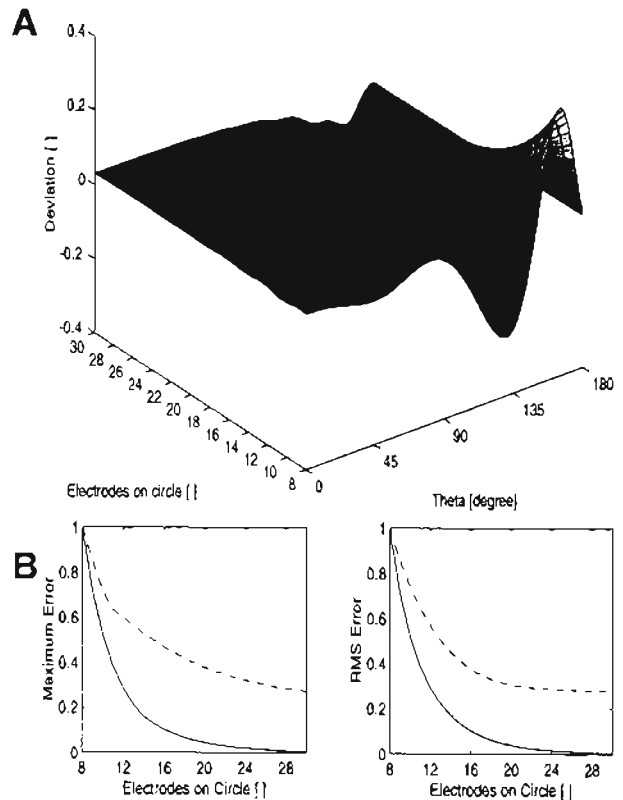 A
0.4
0.2
0
-0.2
-0.4
Deviation [ ]
30 28 26 24 22 20 18 16 14 12 10 8
0 45 90 135 180
Electrodes on circle [ ]
Theta [degree]
B
1
0.8
0.6
0.4
0.2
0
Maximum Error
8 12 16 20 24 28
Electrodes on Circle [ ]
1
0.8
0.6
0.4
0.2
0
RMS Error
8 12 16 20 24 28
Electrodes on Circle [ ]